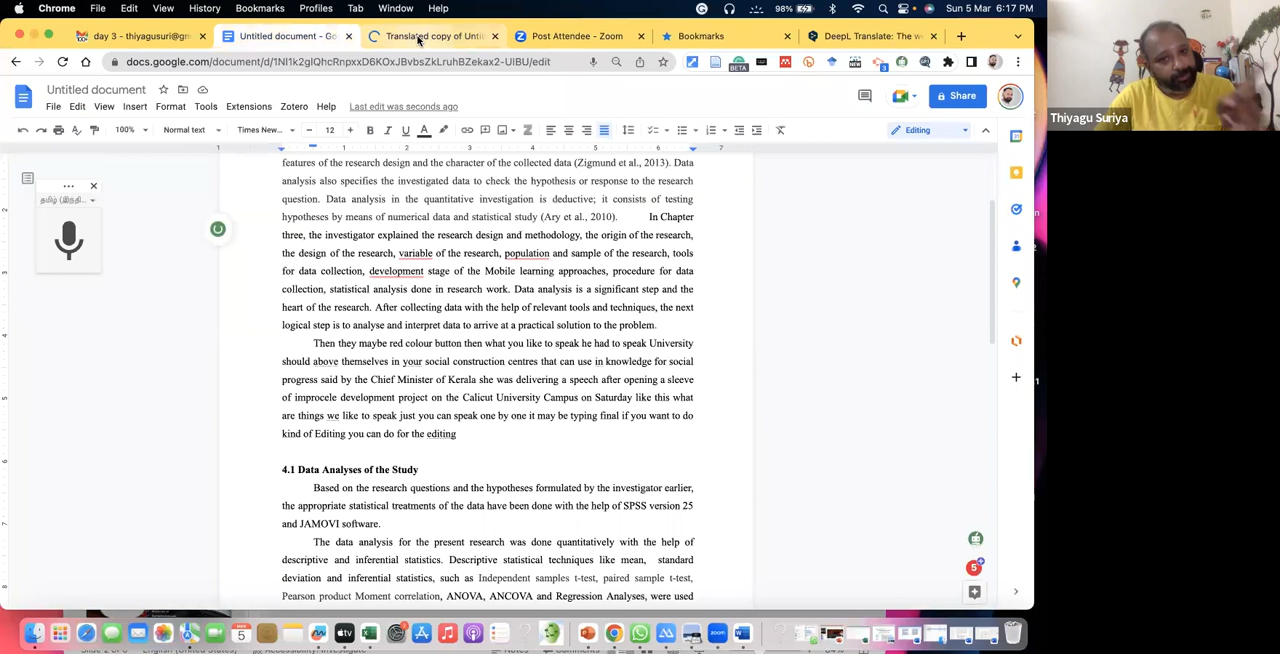 Chrome File Edit View History Bookmarks Profiles Tab Window Help
98% Sun 5 Mar 6:17 PM
day 3 - thiyagusuri@gm
Untitled document - Go
Translated copy of Unti
Post Attendee - Zoom
Bookmarks
DeepL Translate: The w
docs.google.com/document/d/1NI1k2glQhcRnpxxD6KOxJBvbsZkLruhBZekax2-UiBU/edit
BETA
NEW
3
Untitled document
File Edit View Insert Format Tools Extensions Zotero Help Last edit was seconds ago
Share
Thiyagu Suriya
100% Normal text Times New... 12 B I U A Editing
1 1 2 3 4 5 6 7
features of the research design and the character of the collected data (Zigmund et al., 2013). Data
analysis also specifies the investigated data to check the hypothesis or response to the research
question. Data analysis in the quantitative investigation is deductive; it consists of testing
hypotheses by means of numerical data and statistical study (Ary et al., 2010). In Chapter
three, the investigator explained the research design and methodology, the origin of the research,
the design of the research, variable of the research, population and sample of the research, tools
for data collection, development stage of the Mobile learning approaches, procedure for data
collection, statistical analysis done in research work. Data analysis is a significant step and the
heart of the research. After collecting data with the help of relevant tools and techniques, the next
logical step is to analyse and interpret data to arrive at a practical solution to the problem.
Then they maybe red colour button then what you like to speak he had to speak University
should above themselves in your social construction centres that can use in knowledge for social
progress said by the Chief Minister of Kerala she was delivering a speech after opening a sleeve
of improcele development project on the Calicut University Campus on Saturday like this what
are things we like to speak just you can speak one by one it may be typing final if you want to do
kind of Editing you can do for the editing
4.1 Data Analyses of the Study
Based on the research questions and the hypotheses formulated by the investigator earlier,
the appropriate statistical treatments of the data have been done with the help of SPSS version 25
and JAMOVI software.
The data analysis for the present research was done quantitatively with the help of
descriptive and inferential statistics. Descriptive statistical techniques like mean, standard
deviation and inferential statistics, such as Independent samples t-test, paired sample t-test,
Pearson product Moment correlation, ANOVA, ANCOVA and Regression Analyses, were used
தமிழ் (இந்தி...
5